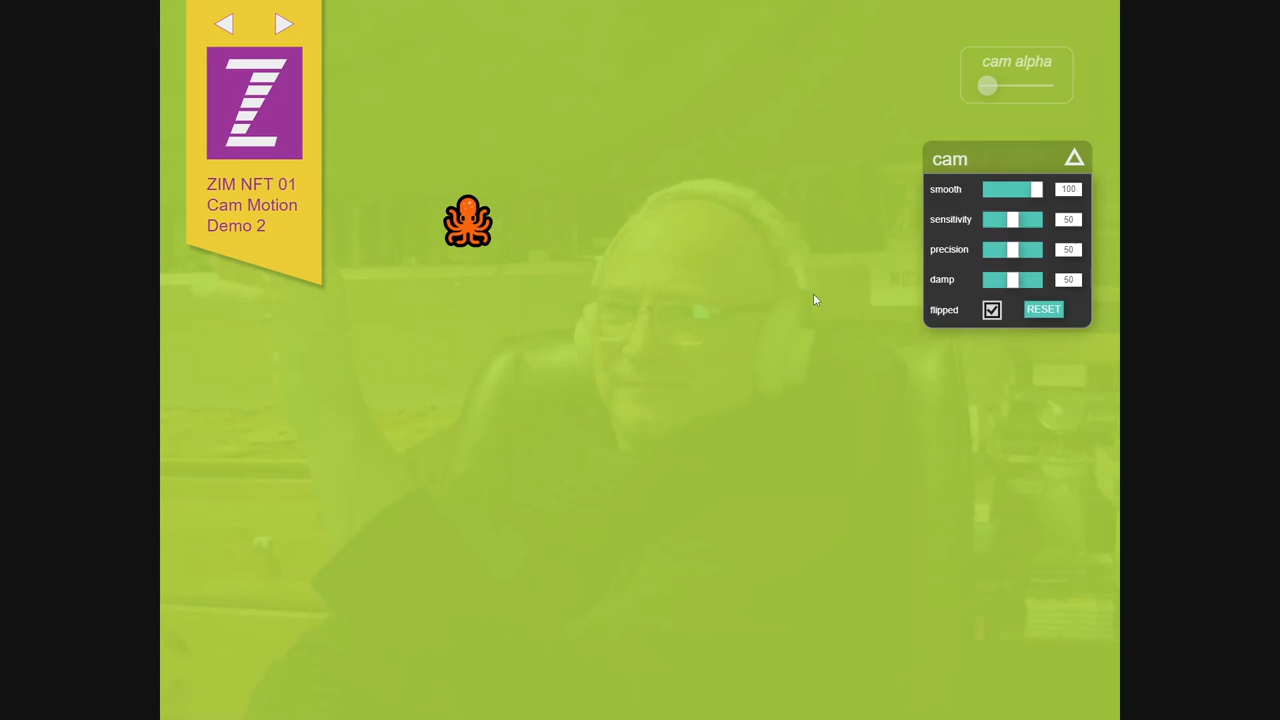 Z
ZIM NFT 01
Cam Motion
Demo 2
cam alpha
cam
smooth 100
sensitivity 50
precision 50
damp 50
flipped RESET